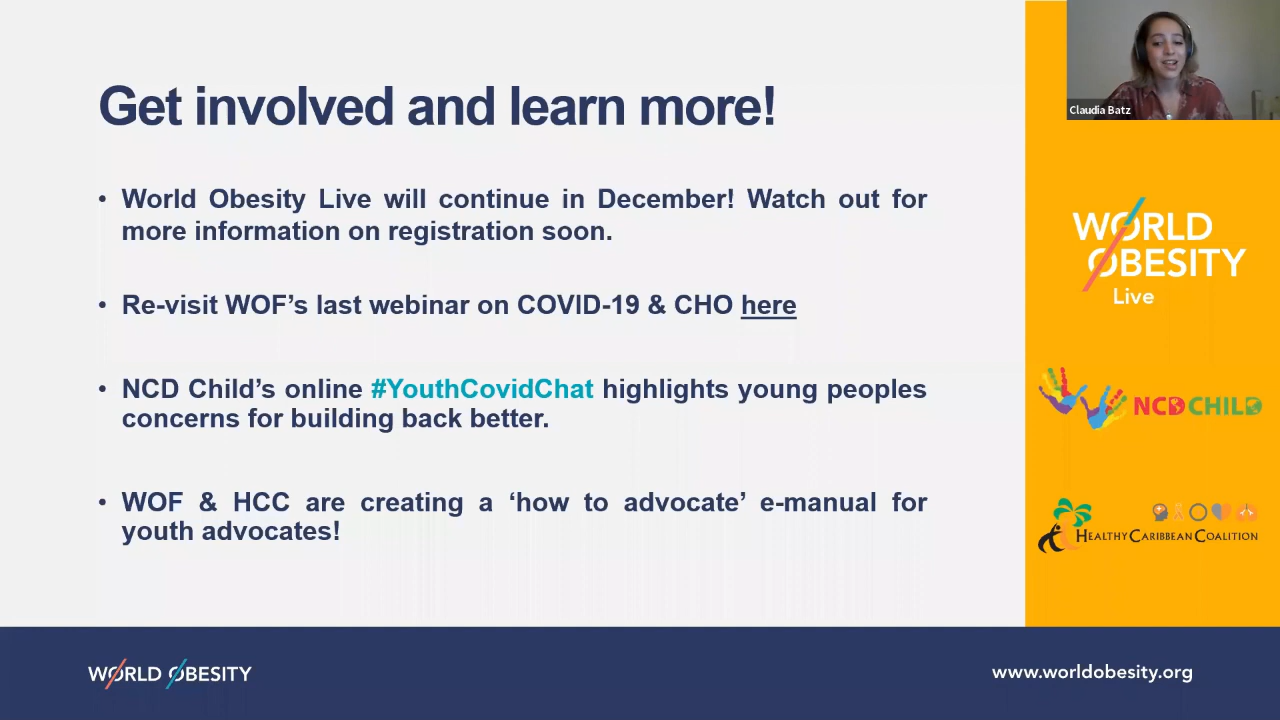 Get involved and learn more!
• World Obesity Live will continue in December! Watch out for
more information on registration soon.
• Re-visit WOF’s last webinar on COVID-19 & CHO here
• NCD Child’s online #YouthCovidChat highlights young peoples
concerns for building back better.
• WOF & HCC are creating a ‘how to advocate’ e-manual for
youth advocates!
Claudia Batz
WORLD
OBESITY
Live
NCD CHILD
HEALTHY CARIBBEAN COALITION
WORLD OBESITY
www.worldobesity.org